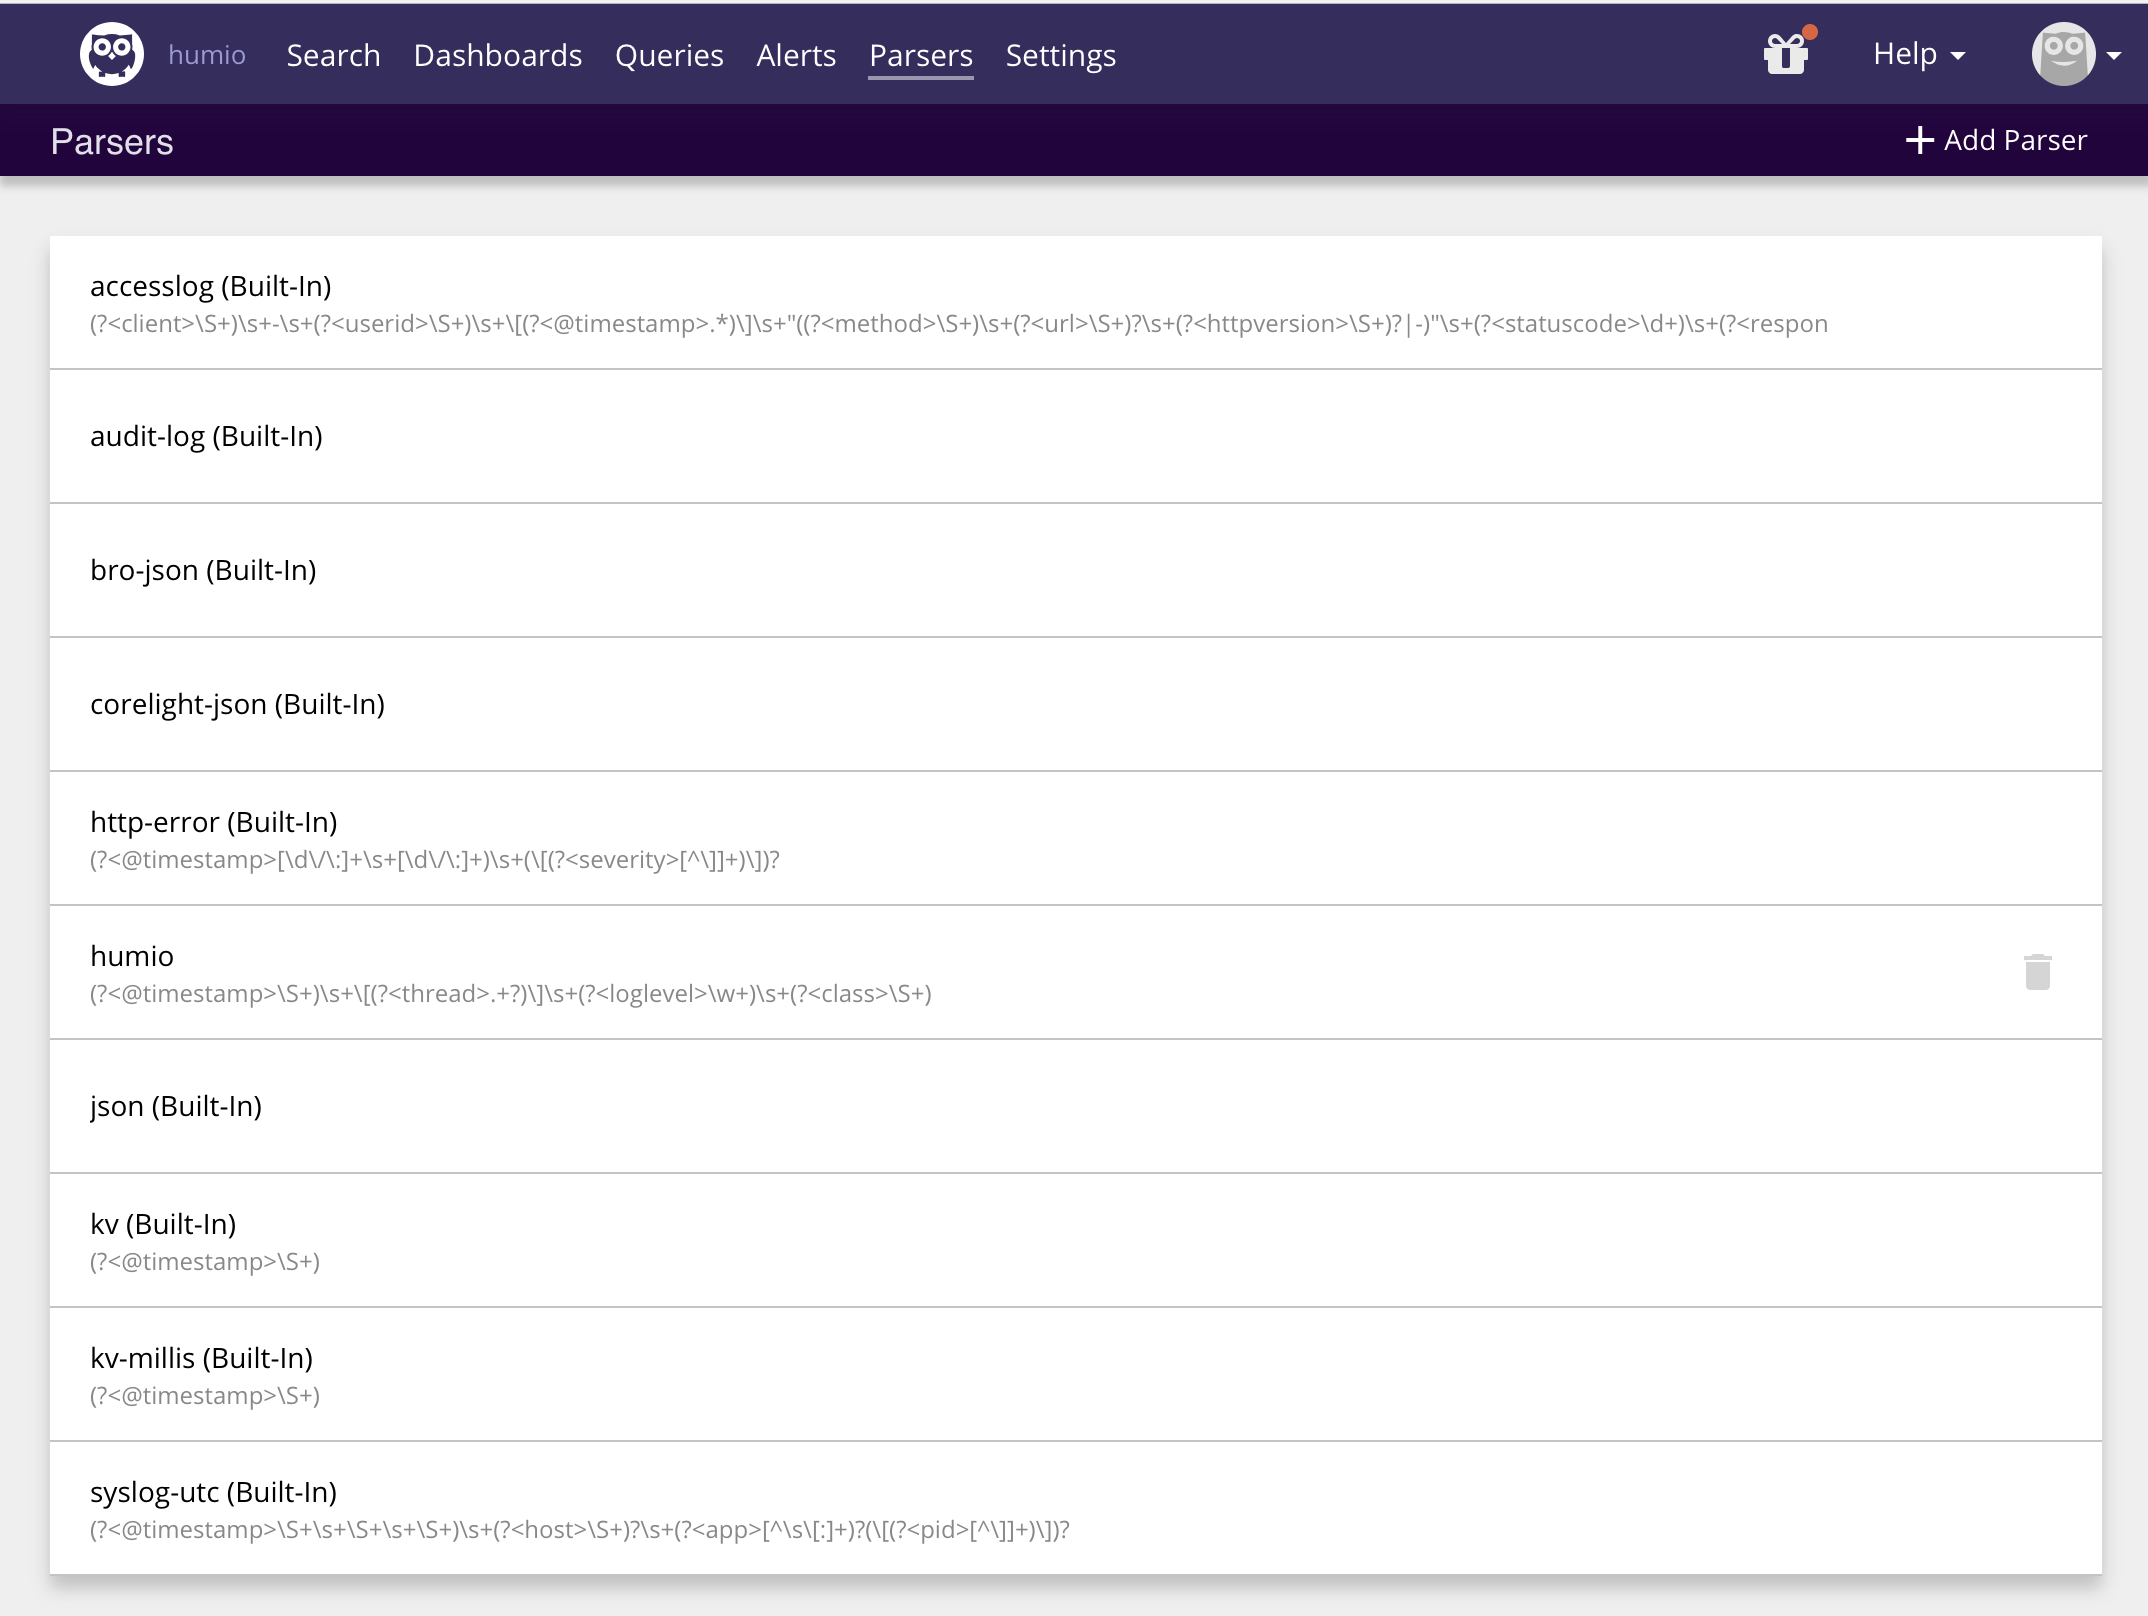 humio Search Dashboards Queries Alerts Parsers Settings Help
Parsers Add Parser
accesslog (Built-In)
(?<client>\S+)\s+-\s+(?<userid>\S+)\s+\[(?<@timestamp>.*)\]\s+"((?<method>\S+)\s+(?<url>\S+)?\s+(?<httpversion>\S+)?|-)"\s+(?<statuscode>\d+)\s+(?<respon
audit-log (Built-In)
bro-json (Built-In)
corelight-json (Built-In)
http-error (Built-In)
(?<@timestamp>[\d\/\:]+\s+[\d\/\:]+)\s+(\[(?<severity>[^\]]+)\])?
humio
(?<@timestamp>\S+)\s+\[(?<thread>.+?)\]\s+(?<loglevel>\w+)\s+(?<class>\S+)
json (Built-In)
kv (Built-In)
(?<@timestamp>\S+)
kv-millis (Built-In)
(?<@timestamp>\S+)
syslog-utc (Built-In)
(?<@timestamp>\S+\s+\S+\s+\S+)\s+(?<host>\S+)?\s+(?<app>[^\s\[:]+)?(\[(?<pid>[^\]]+)\])?